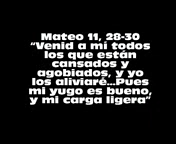 Mateo 11, 28-30
“Venid a mí todos
los que están
cansados y
agobiados, y yo
los aliviaré...Pues
mi yugo es bueno,
y mi carga ligera”